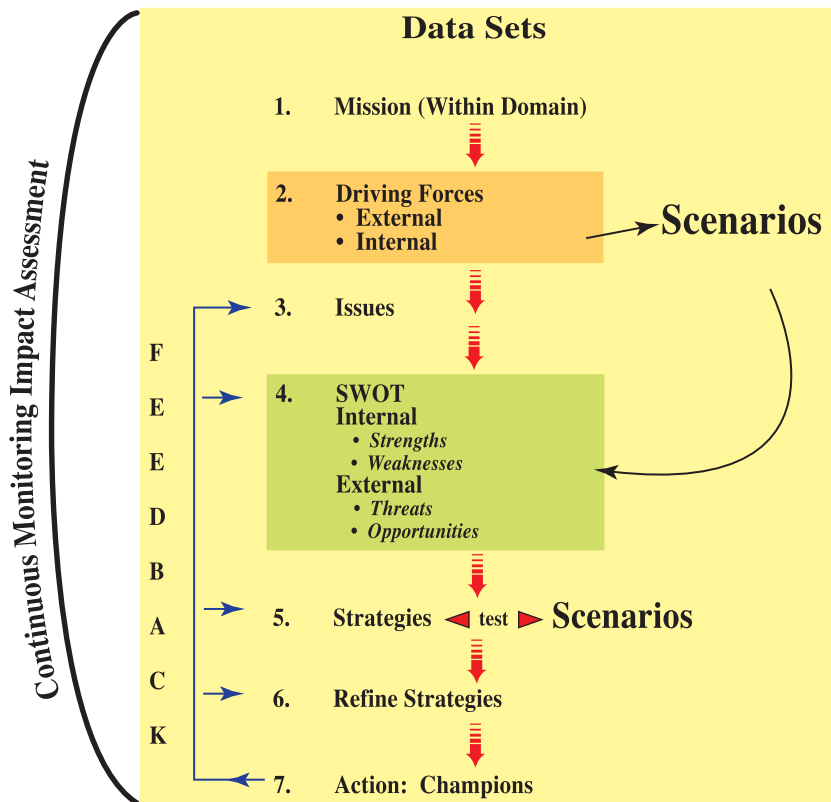 Data Sets
Continuous Monitoring Impact Assessment
1. Mission (Within Domain)
2. Driving Forces
• External
• Internal
Scenarios
3. Issues
F
E
E
D
B
A
C
K
4. SWOT
Internal
• Strengths
• Weaknesses
External
• Threats
• Opportunities
5. Strategies test Scenarios
6. Refine Strategies
7. Action: Champions